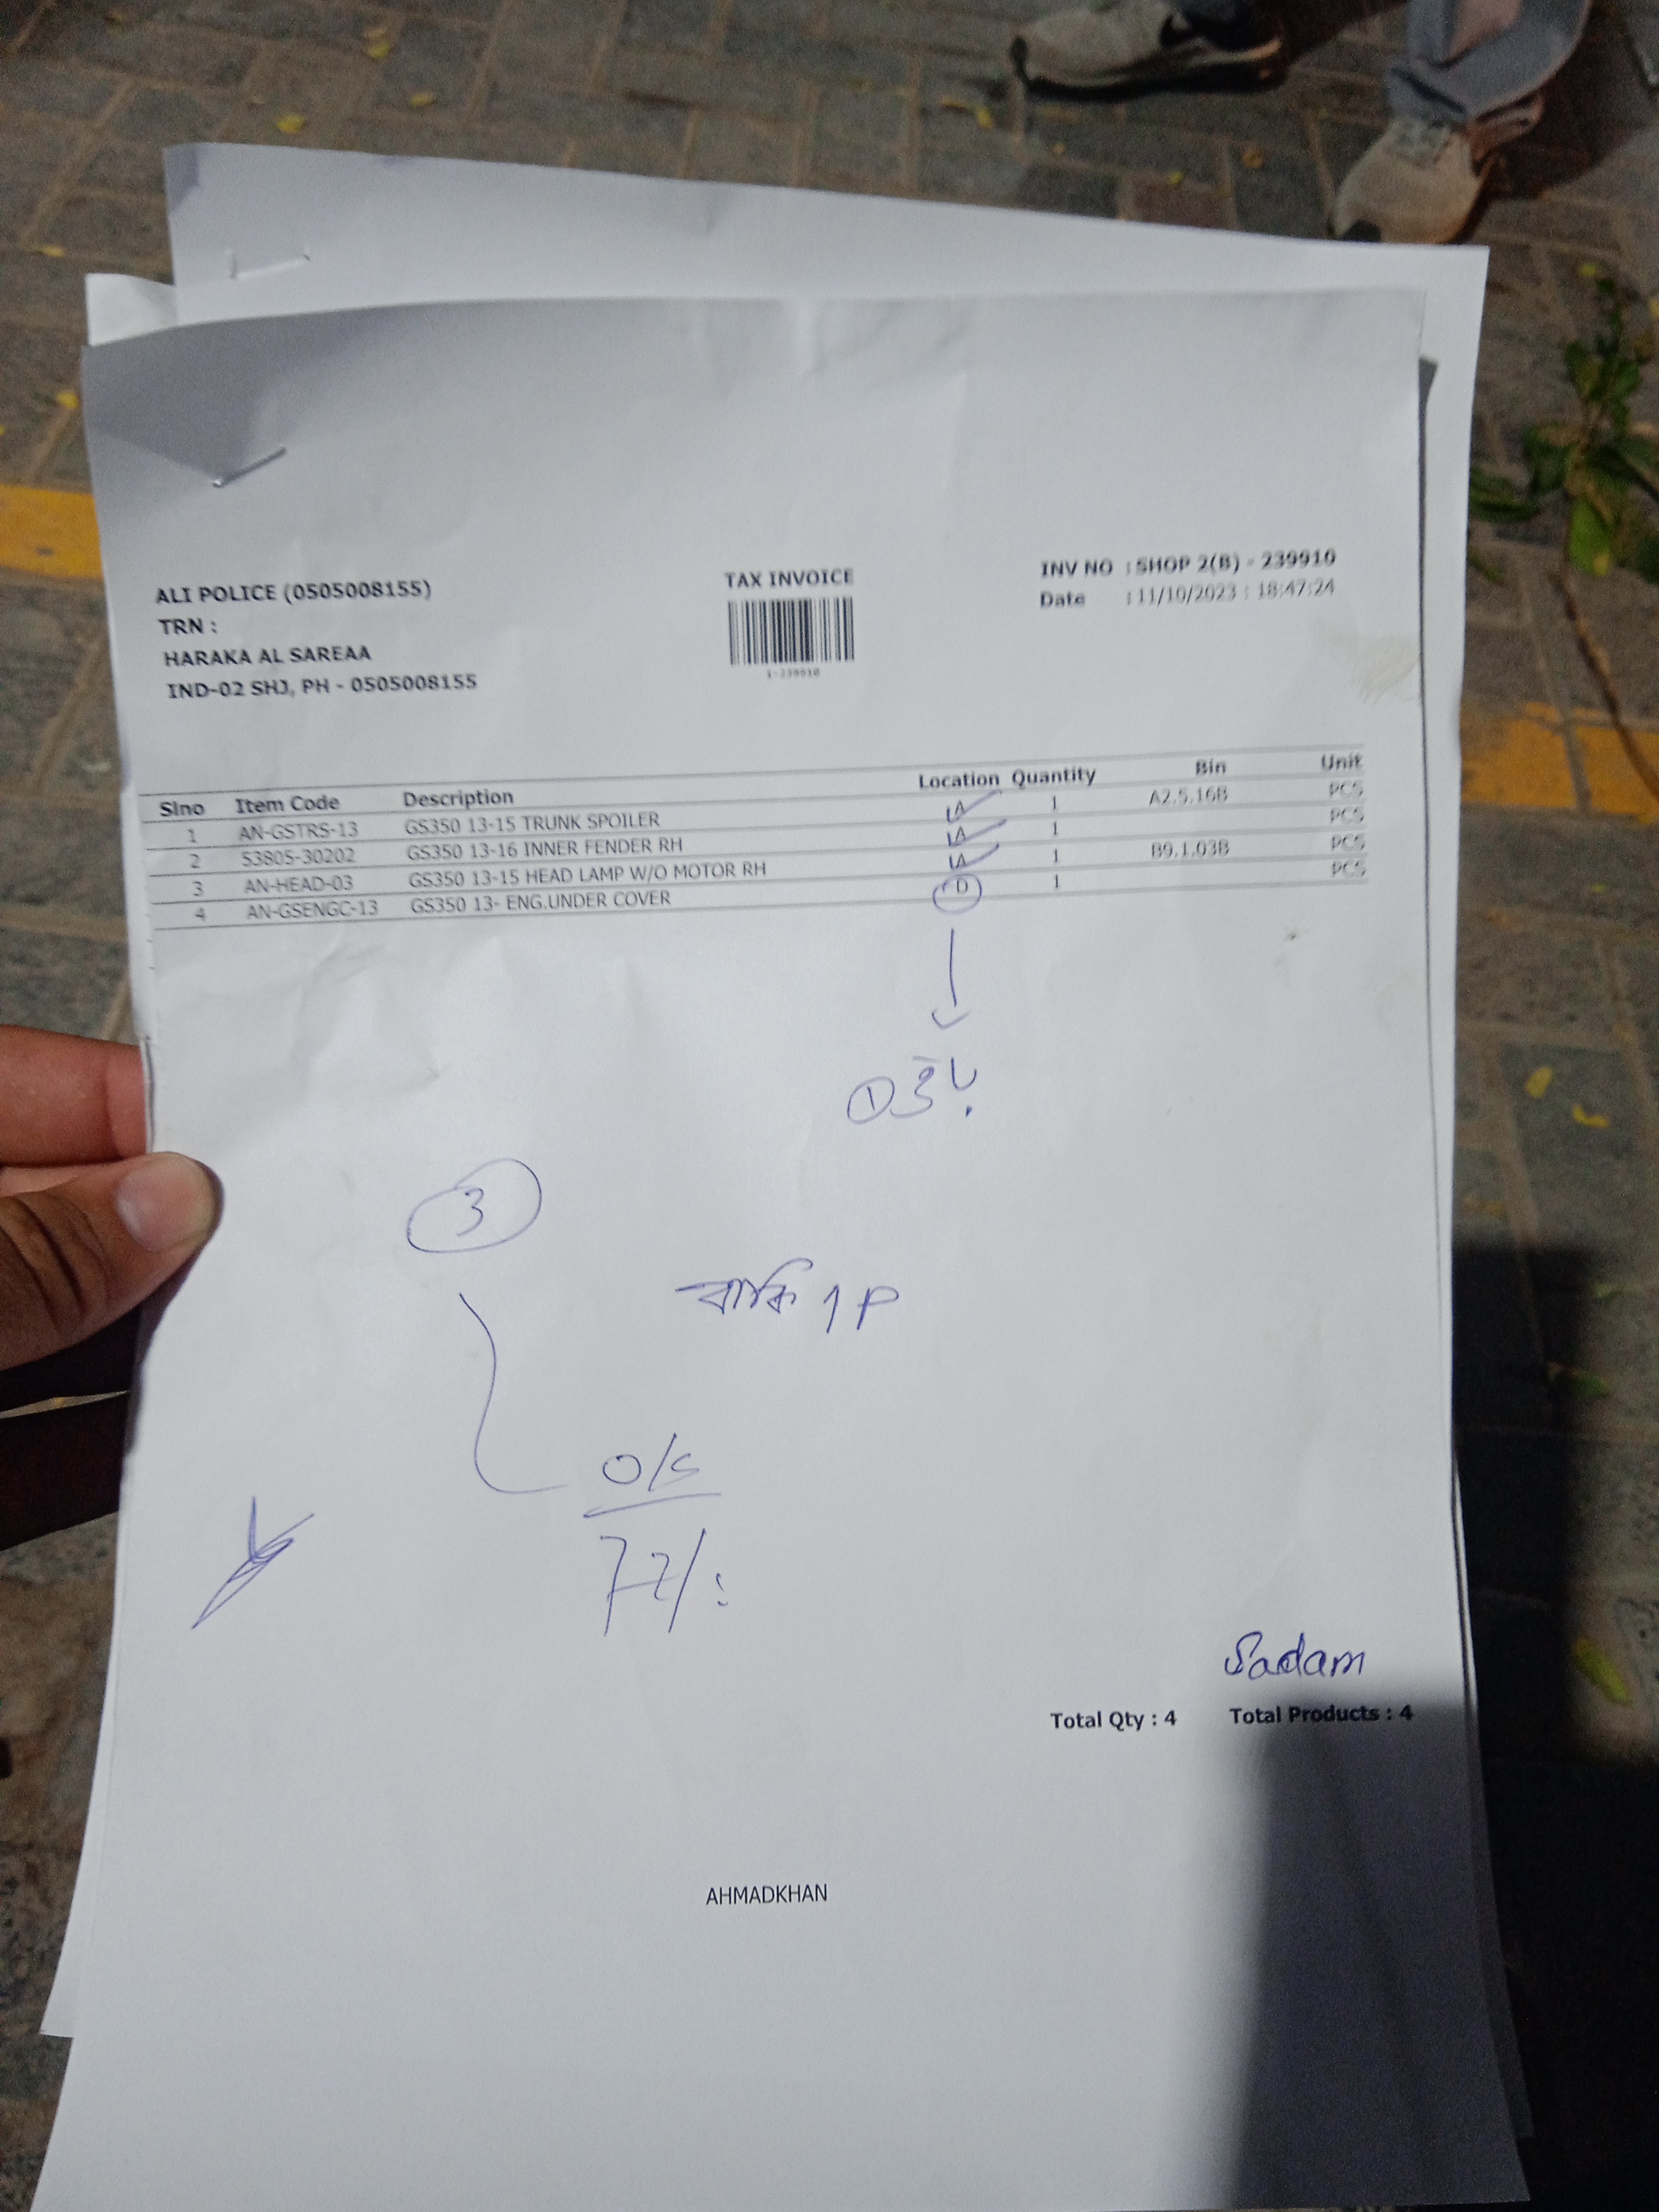 ALI POLICE (0505008155)
TRN :
HARAKA AL SAREAA
IND-02 SHJ, PH - 0505008155
TAX INVOICE
1-239910
INV NO : SHOP 2(B) - 239910
Date : 11/10/2023 : 18:47:24
Slno Item Code Description Location Quantity Bin Unit
1 AN-GSTRS-13 GS350 13-15 TRUNK SPOILER A 1 A2.5.16B PCS
2 53805-30202 GS350 13-16 INNER FENDER RH A 1 PCS
3 AN-HEAD-03 GS350 13-15 HEAD LAMP W/O MOTOR RH A 1 B9.1.03B PCS
4 AN-GSENGC-13 GS350 13- ENG.UNDER COVER D 1 PCS
1
3
বাকি 1 P
O/S
77/:
Sadam
Total Qty : 4 Total Products : 4
AHMADKHAN